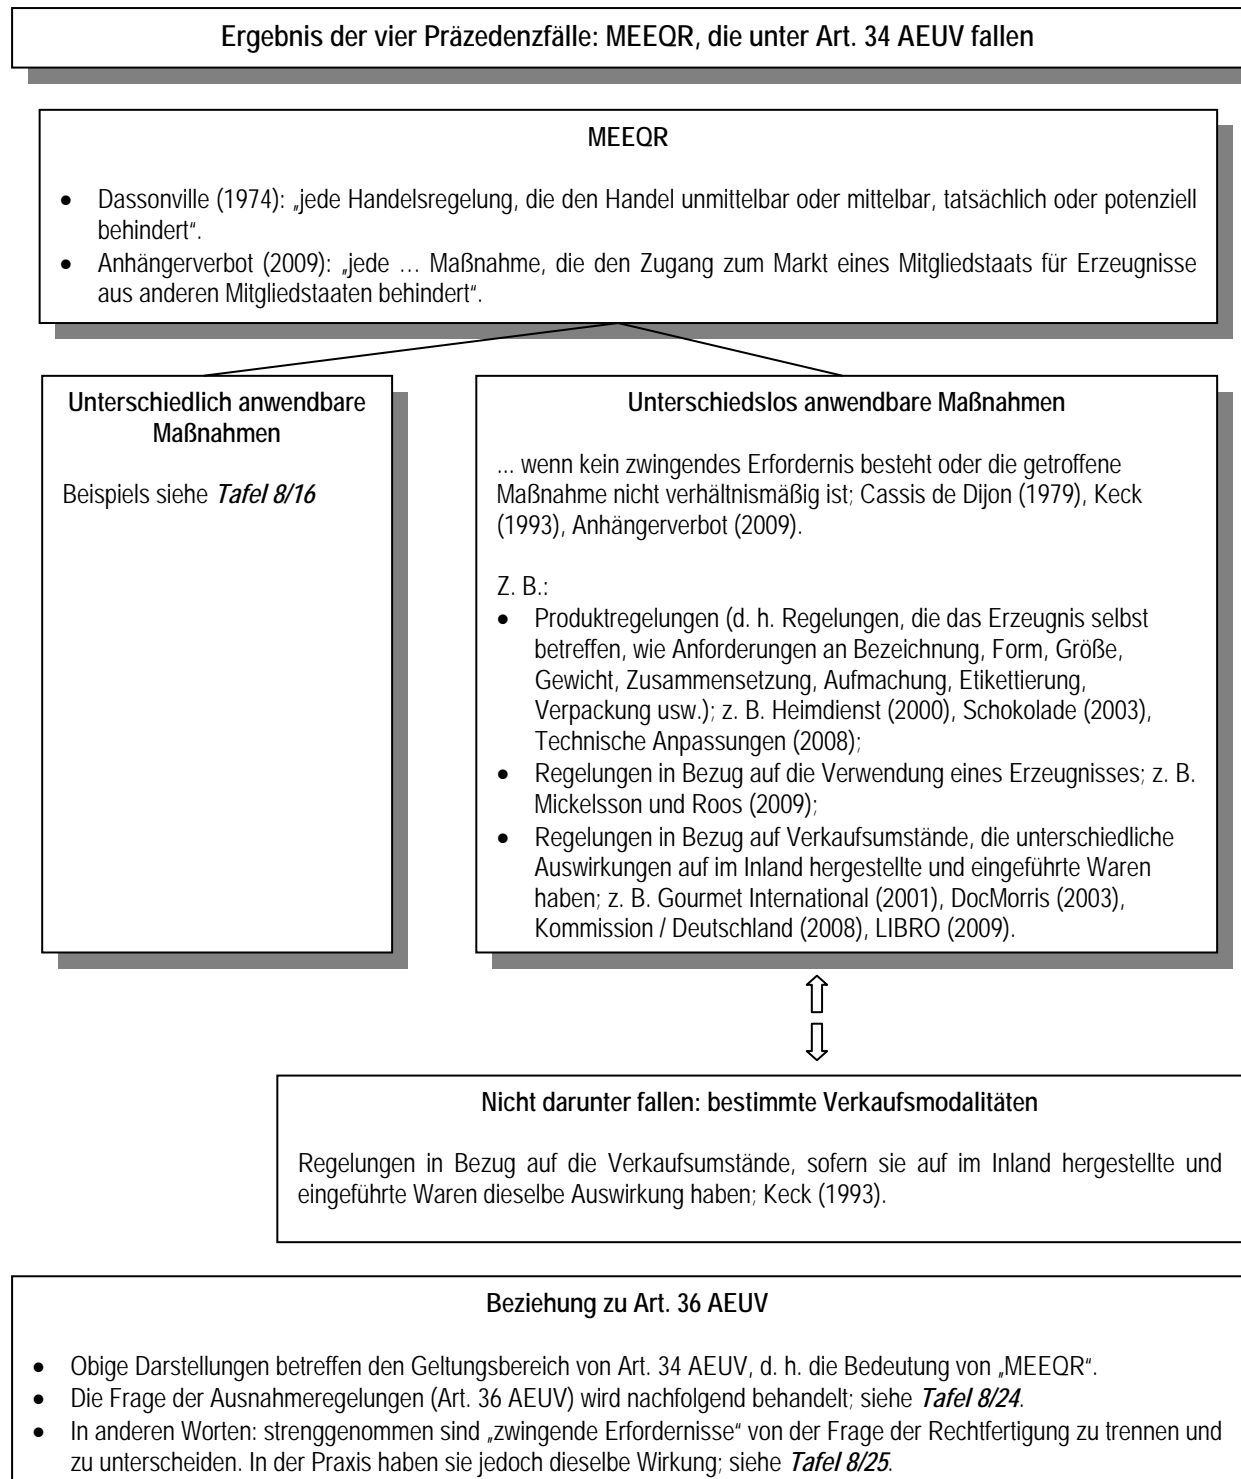 Ergebnis der vier Präzedenzfälle: MEEQR, die unter Art. 34 AEUV fallen
MEEQR
• Dassonville (1974): „jede Handelsregelung, die den Handel unmittelbar oder mittelbar, tatsächlich oder potenziell
behindert“.
• Anhängerverbot (2009): „jede … Maßnahme, die den Zugang zum Markt eines Mitgliedstaats für Erzeugnisse
aus anderen Mitgliedstaaten behindert“.
Unterschiedlich anwendbare
Maßnahmen
Beispiels siehe Tafel 8/16
Unterschiedslos anwendbare Maßnahmen
... wenn kein zwingendes Erfordernis besteht oder die getroffene
Maßnahme nicht verhältnismäßig ist; Cassis de Dijon (1979), Keck
(1993), Anhängerverbot (2009).
Z. B.:
• Produktregelungen (d. h. Regelungen, die das Erzeugnis selbst
betreffen, wie Anforderungen an Bezeichnung, Form, Größe,
Gewicht, Zusammensetzung, Aufmachung, Etikettierung,
Verpackung usw.); z. B. Heimdienst (2000), Schokolade (2003),
Technische Anpassungen (2008);
• Regelungen in Bezug auf die Verwendung eines Erzeugnisses; z. B.
Mickelsson und Roos (2009);
• Regelungen in Bezug auf Verkaufsumstände, die unterschiedliche
Auswirkungen auf im Inland hergestellte und eingeführte Waren
haben; z. B. Gourmet International (2001), DocMorris (2003),
Kommission / Deutschland (2008), LIBRO (2009).
Nicht darunter fallen: bestimmte Verkaufsmodalitäten
Regelungen in Bezug auf die Verkaufsumstände, sofern sie auf im Inland hergestellte und
eingeführte Waren dieselbe Auswirkung haben; Keck (1993).
Beziehung zu Art. 36 AEUV
• Obige Darstellungen betreffen den Geltungsbereich von Art. 34 AEUV, d. h. die Bedeutung von „MEEQR“.
• Die Frage der Ausnahmeregelungen (Art. 36 AEUV) wird nachfolgend behandelt; siehe Tafel 8/24.
• In anderen Worten: strenggenommen sind „zwingende Erfordernisse“ von der Frage der Rechtfertigung zu trennen und
zu unterscheiden. In der Praxis haben sie jedoch dieselbe Wirkung; siehe Tafel 8/25.